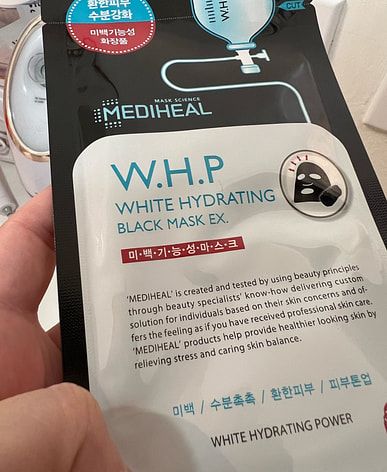 환한피부
수분강화
미백기능성
화장품
W.H.
CUT
MASK SCIENCE
MEDIHEAL
W.H.P
WHITE HYDRATING
BLACK MASK EX.
미·백·기·능·성·마·스·크
'MEDIHEAL' is created and tested by using beauty principles
through beauty specialists' know-how delivering custom
solution for individuals based on their skin concerns and of-
fers the feeling as if you have received professional skin care.
'MEDIHEAL' products help provide healthier looking skin by
relieving stress and caring skin balance.
미백 / 수분촉촉 / 환한피부 / 피부톤업
WHITE HYDRATING POWER